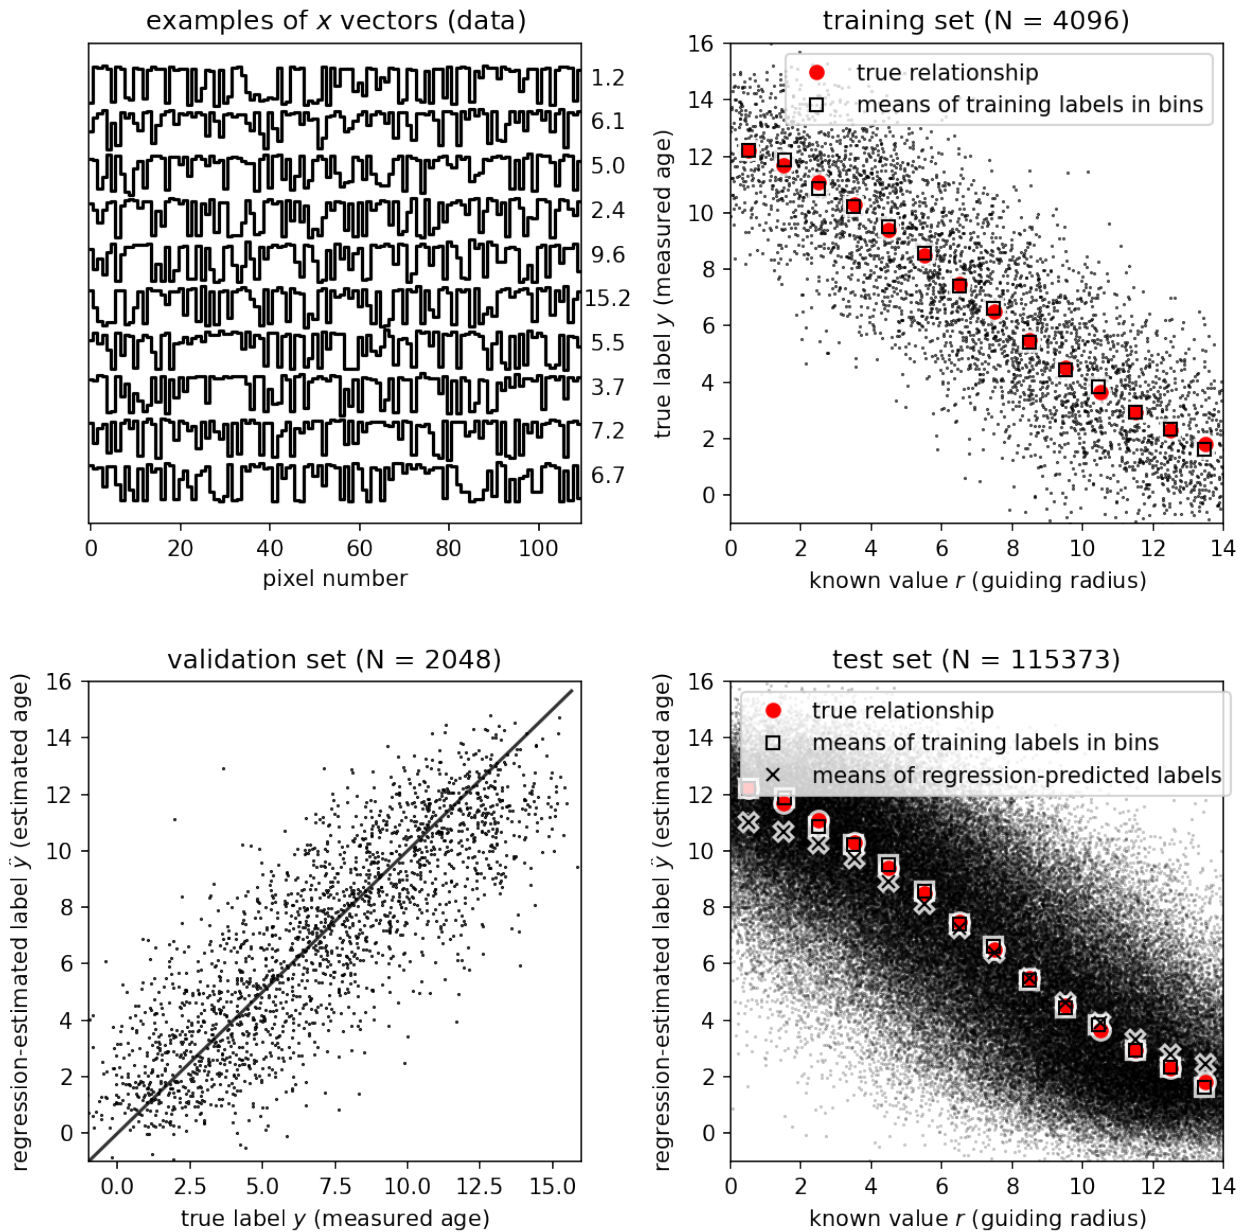 examples of x vectors (data)
1.2
6.1
5.0
2.4
9.6
15.2
5.5
3.7
7.2
6.7
0 20 40 60 80 100
pixel number
training set (N = 4096)
true relationship
means of training labels in bins
16
14
12
10
8
6
4
2
0
true label y (measured age)
0 2 4 6 8 10 12 14
known value r (guiding radius)
validation set (N = 2048)
16
14
12
10
8
6
4
2
0
regression-estimated label ŷ (estimated age)
0.0 2.5 5.0 7.5 10.0 12.5 15.0
true label y (measured age)
test set (N = 115373)
true relationship
means of training labels in bins
means of regression-predicted labels
16
14
12
10
8
6
4
2
0
regression-estimated label ŷ (estimated age)
0 2 4 6 8 10 12 14
known value r (guiding radius)